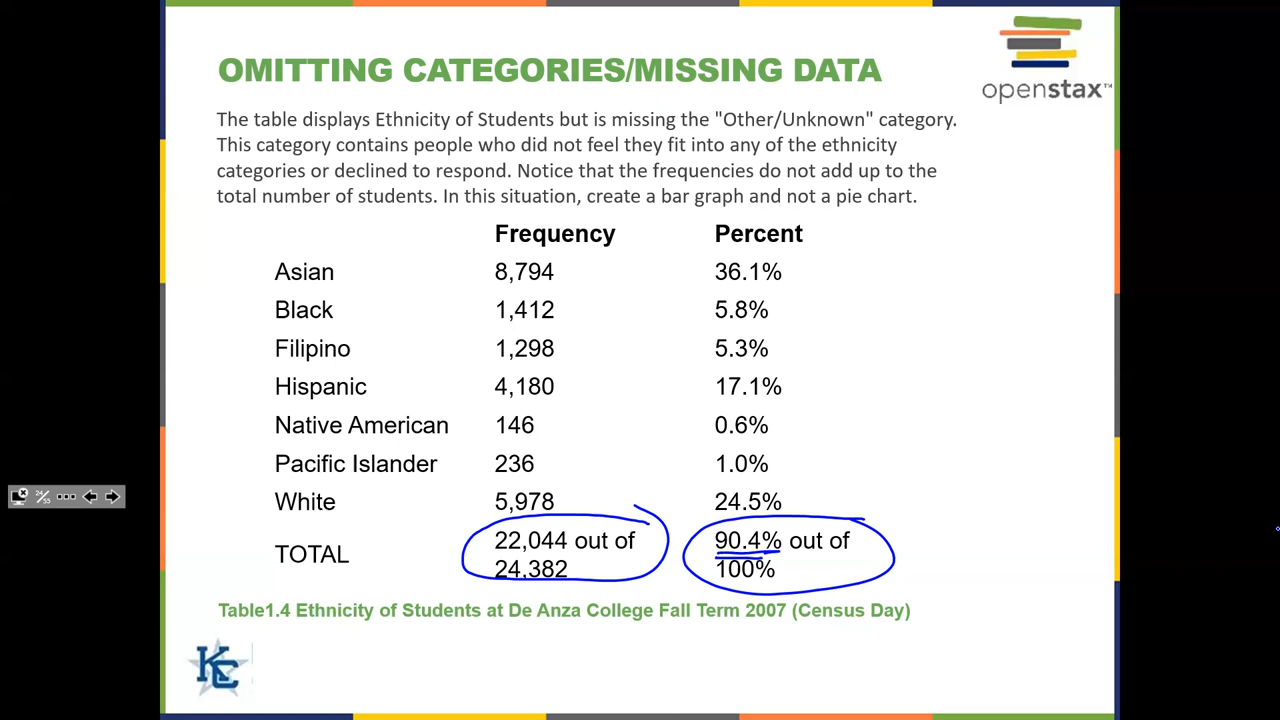 openstax™
OMITTING CATEGORIES/MISSING DATA
The table displays Ethnicity of Students but is missing the "Other/Unknown" category.
This category contains people who did not feel they fit into any of the ethnicity
categories or declined to respond. Notice that the frequencies do not add up to the
total number of students. In this situation, create a bar graph and not a pie chart.
Frequency Percent
Asian 8,794 36.1%
Black 1,412 5.8%
Filipino 1,298 5.3%
Hispanic 4,180 17.1%
Native American 146 0.6%
Pacific Islander 236 1.0%
White 5,978 24.5%
TOTAL 22,044 out of 90.4% out of
24,382 100%
Table1.4 Ethnicity of Students at De Anza College Fall Term 2007 (Census Day)
24/55
KC